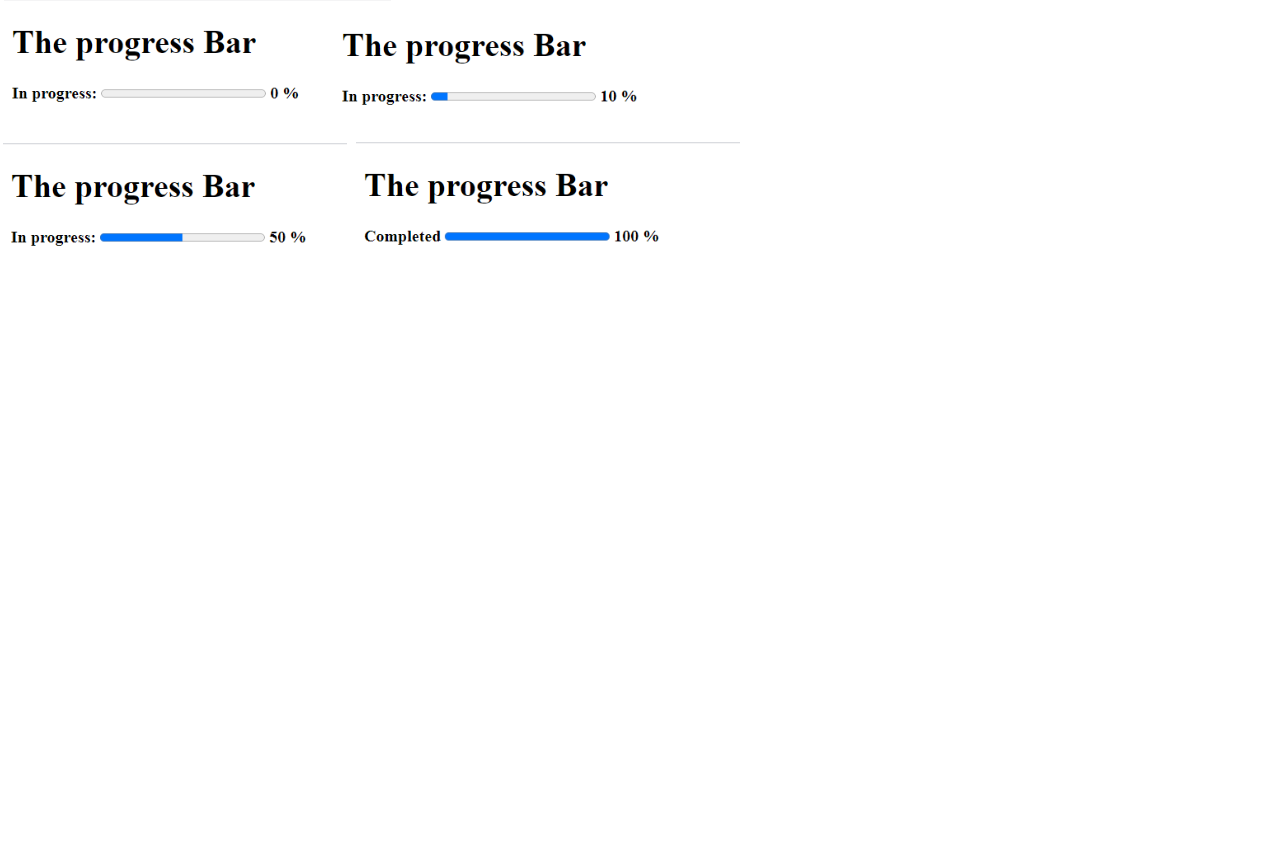 The progress Bar
In progress: 0 %
The progress Bar
In progress: 10 %
The progress Bar
In progress: 50 %
The progress Bar
Completed 100 %